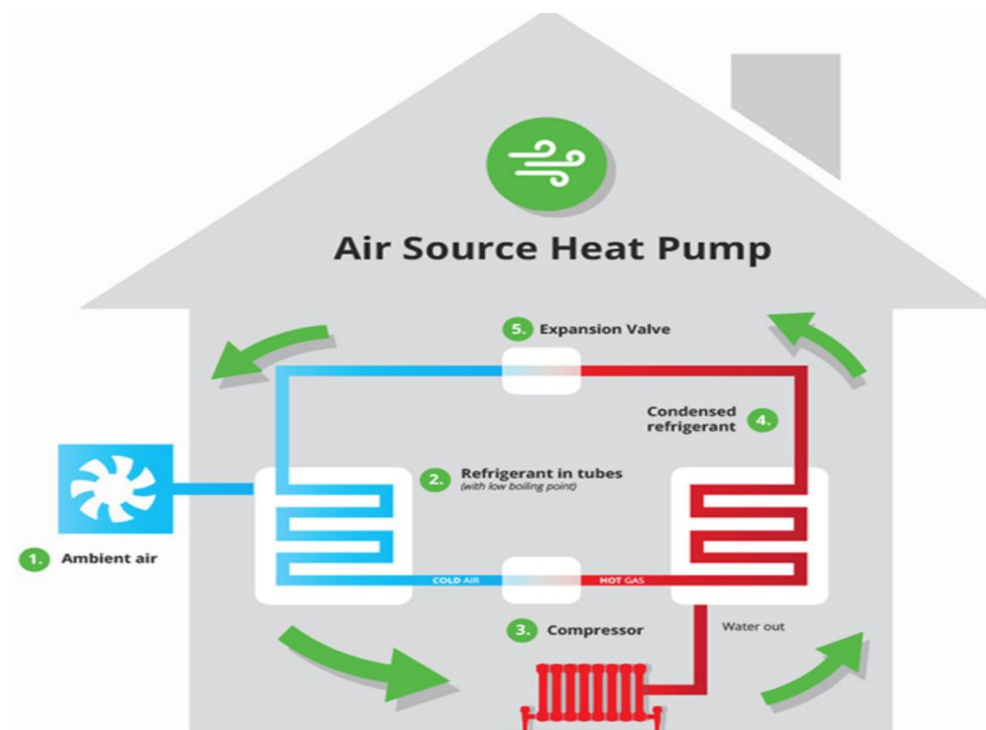 Air Source Heat Pump
5. Expansion Valve
Condensed
refrigerant 4.
2. Refrigerant in tubes
(with low boiling point)
1. Ambient air
COLD AIR
HOT GAS
3. Compressor
Water out